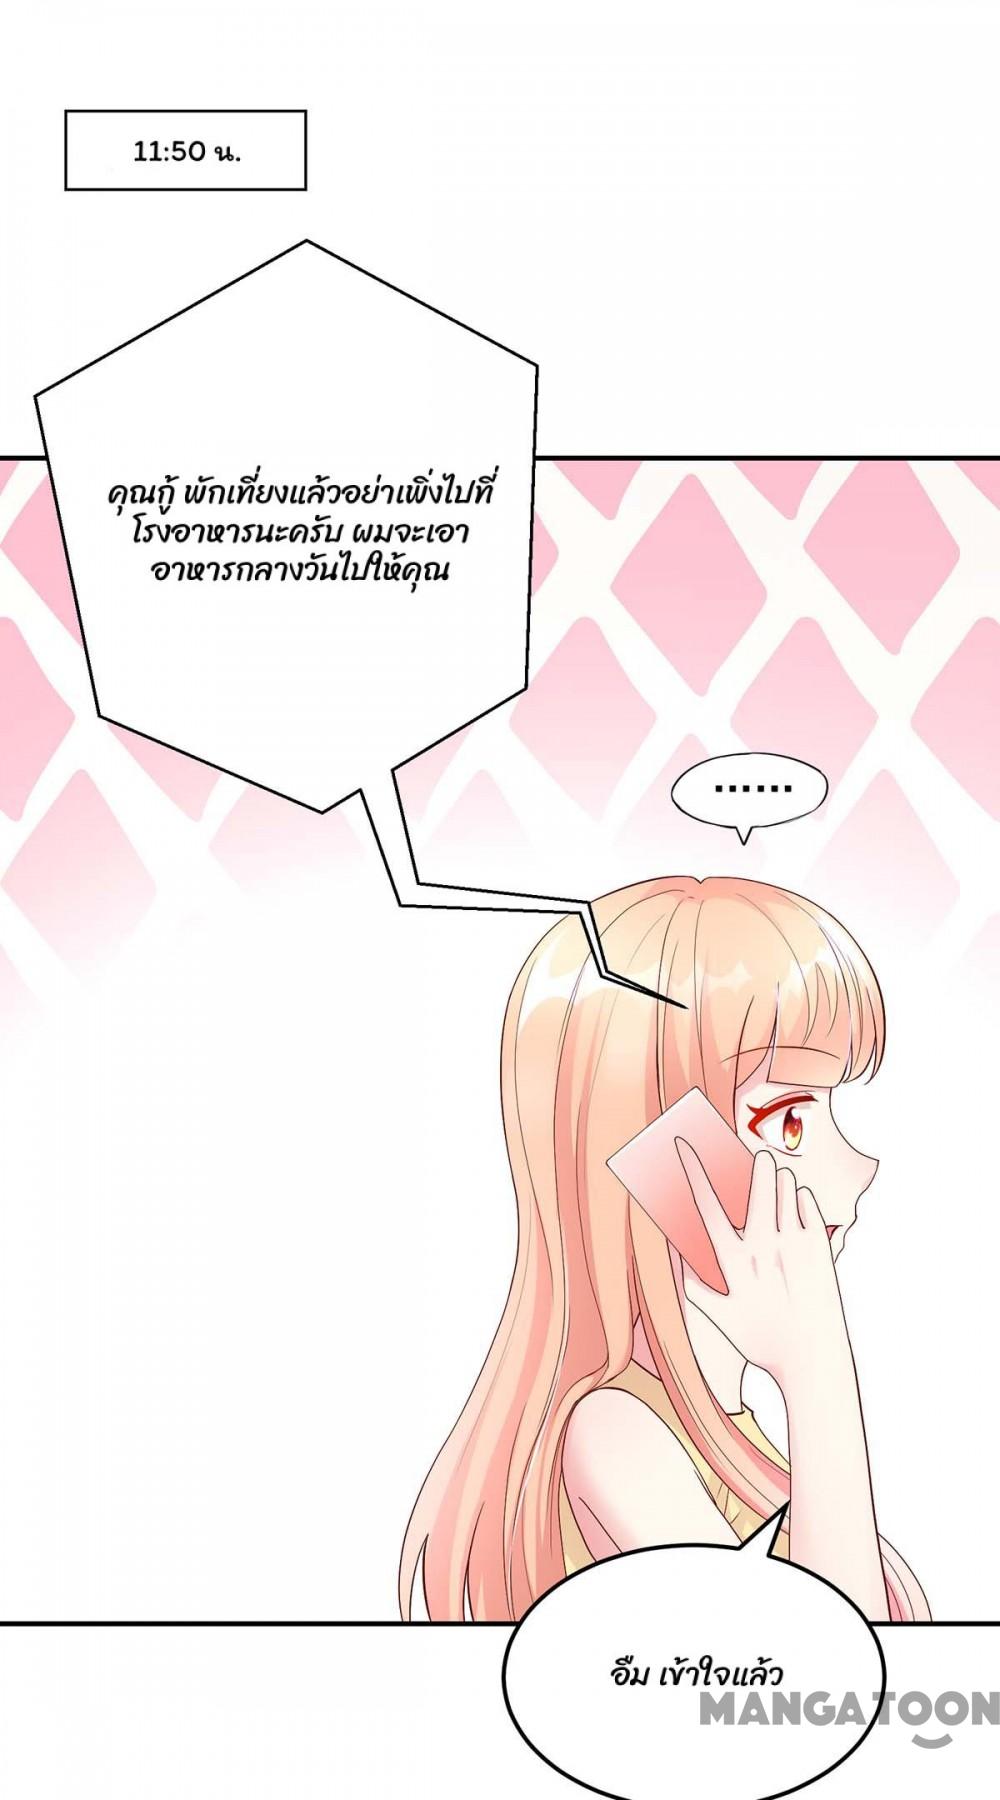 11:50 น.
คุณกู้ พักเที่ยงแล้วอย่าเพิ่งไปที่
โรงอาหารนะครับ ผมจะเอา
อาหารกลางวันไปให้คุณ
......
อืม เข้าใจแล้ว
MANGATOON